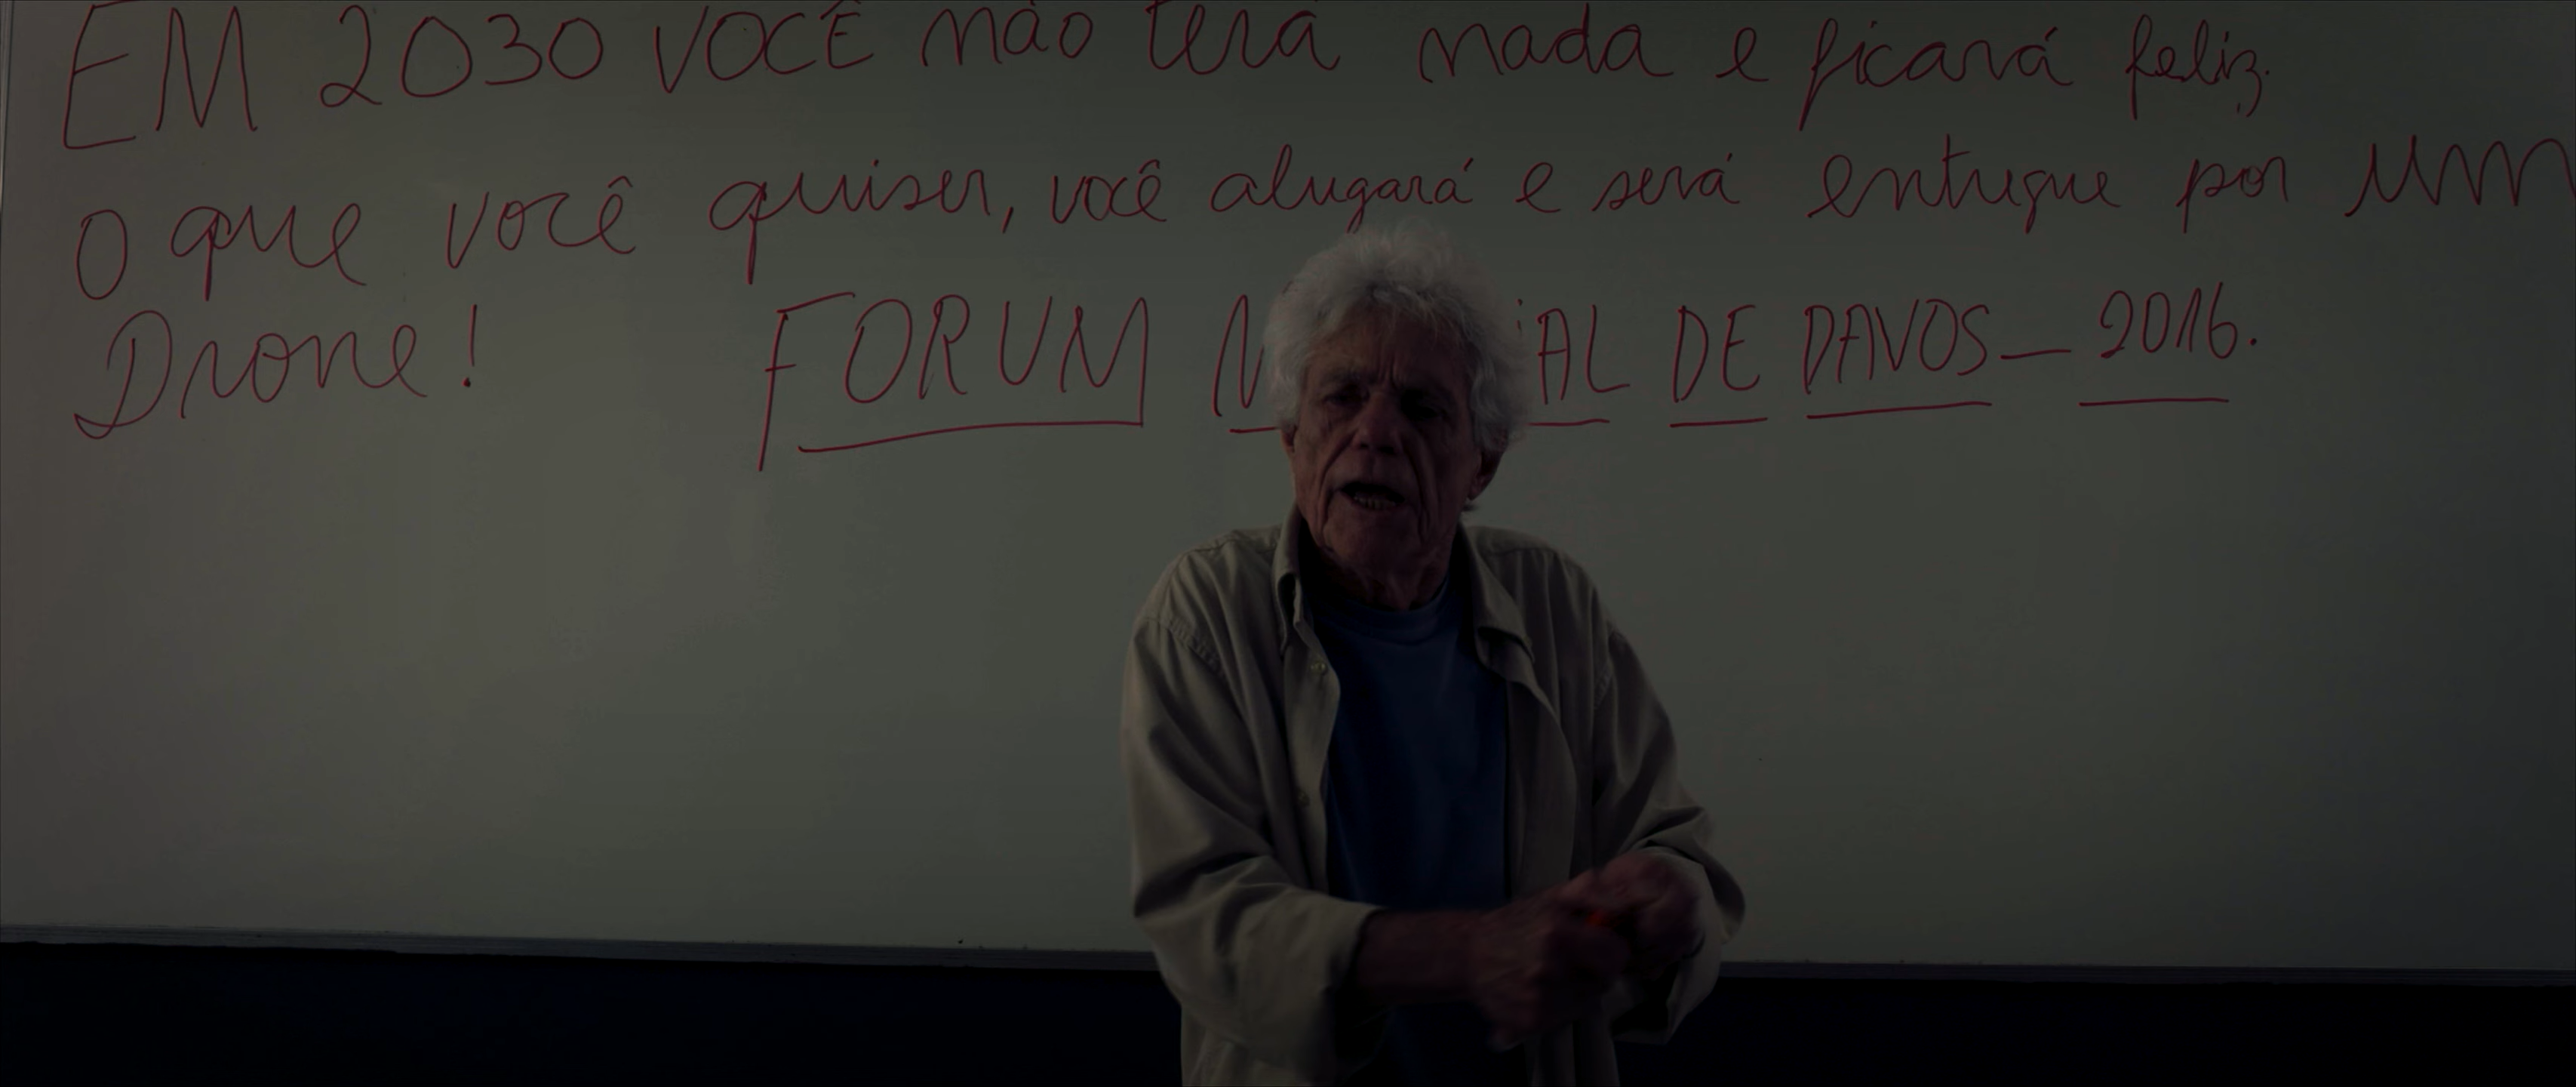 EM 2030 VOCÊ não terá nada e ficará feliz.
O que você quiser, você alugará e será entregue por um
Drone!
FORUM DE DAVOS - 2016.